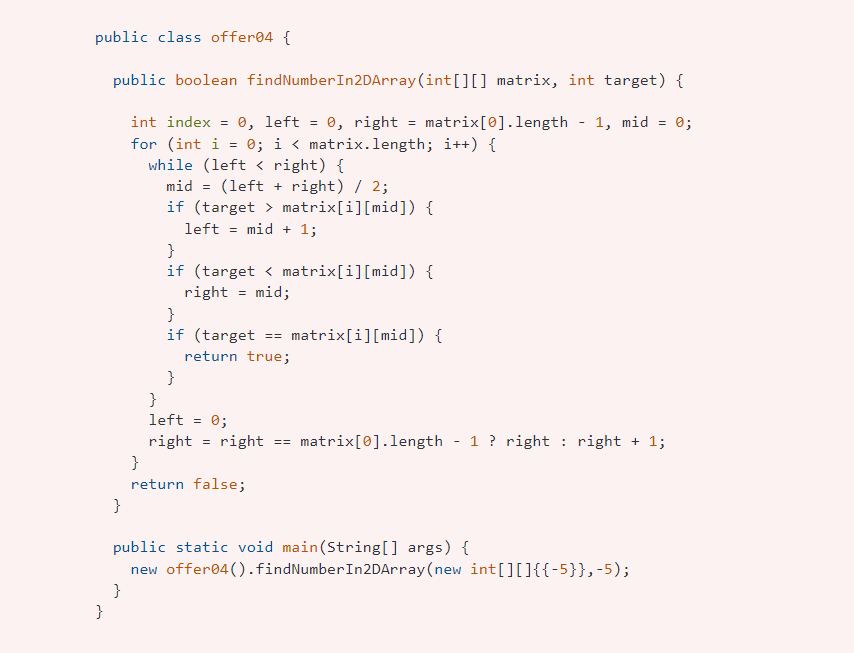 public class offer04 {
public boolean findNumberIn2DArray(int[][] matrix, int target) {
int index = 0, left = 0, right = matrix[0].length - 1, mid = 0;
for (int i = 0; i < matrix.length; i++) {
while (left < right) {
mid = (left + right) / 2;
if (target > matrix[i][mid]) {
left = mid + 1;
}
if (target < matrix[i][mid]) {
right = mid;
}
if (target == matrix[i][mid]) {
return true;
}
}
left = 0;
right = right == matrix[0].length - 1 ? right : right + 1;
}
return false;
}
public static void main(String[] args) {
new offer04().findNumberIn2DArray(new int[][]{{-5}},-5);
}
}